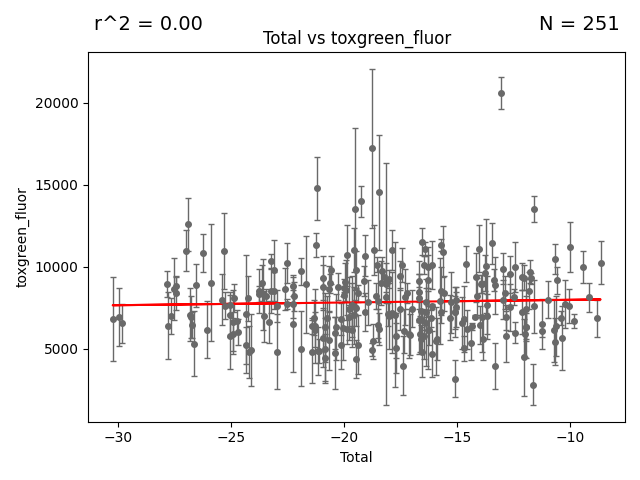 r^2 = 0.00
N = 251
Total vs toxgreen_fluor
20000
15000
10000
5000
toxgreen_fluor
−30
−25
−20
−15
−10
Total